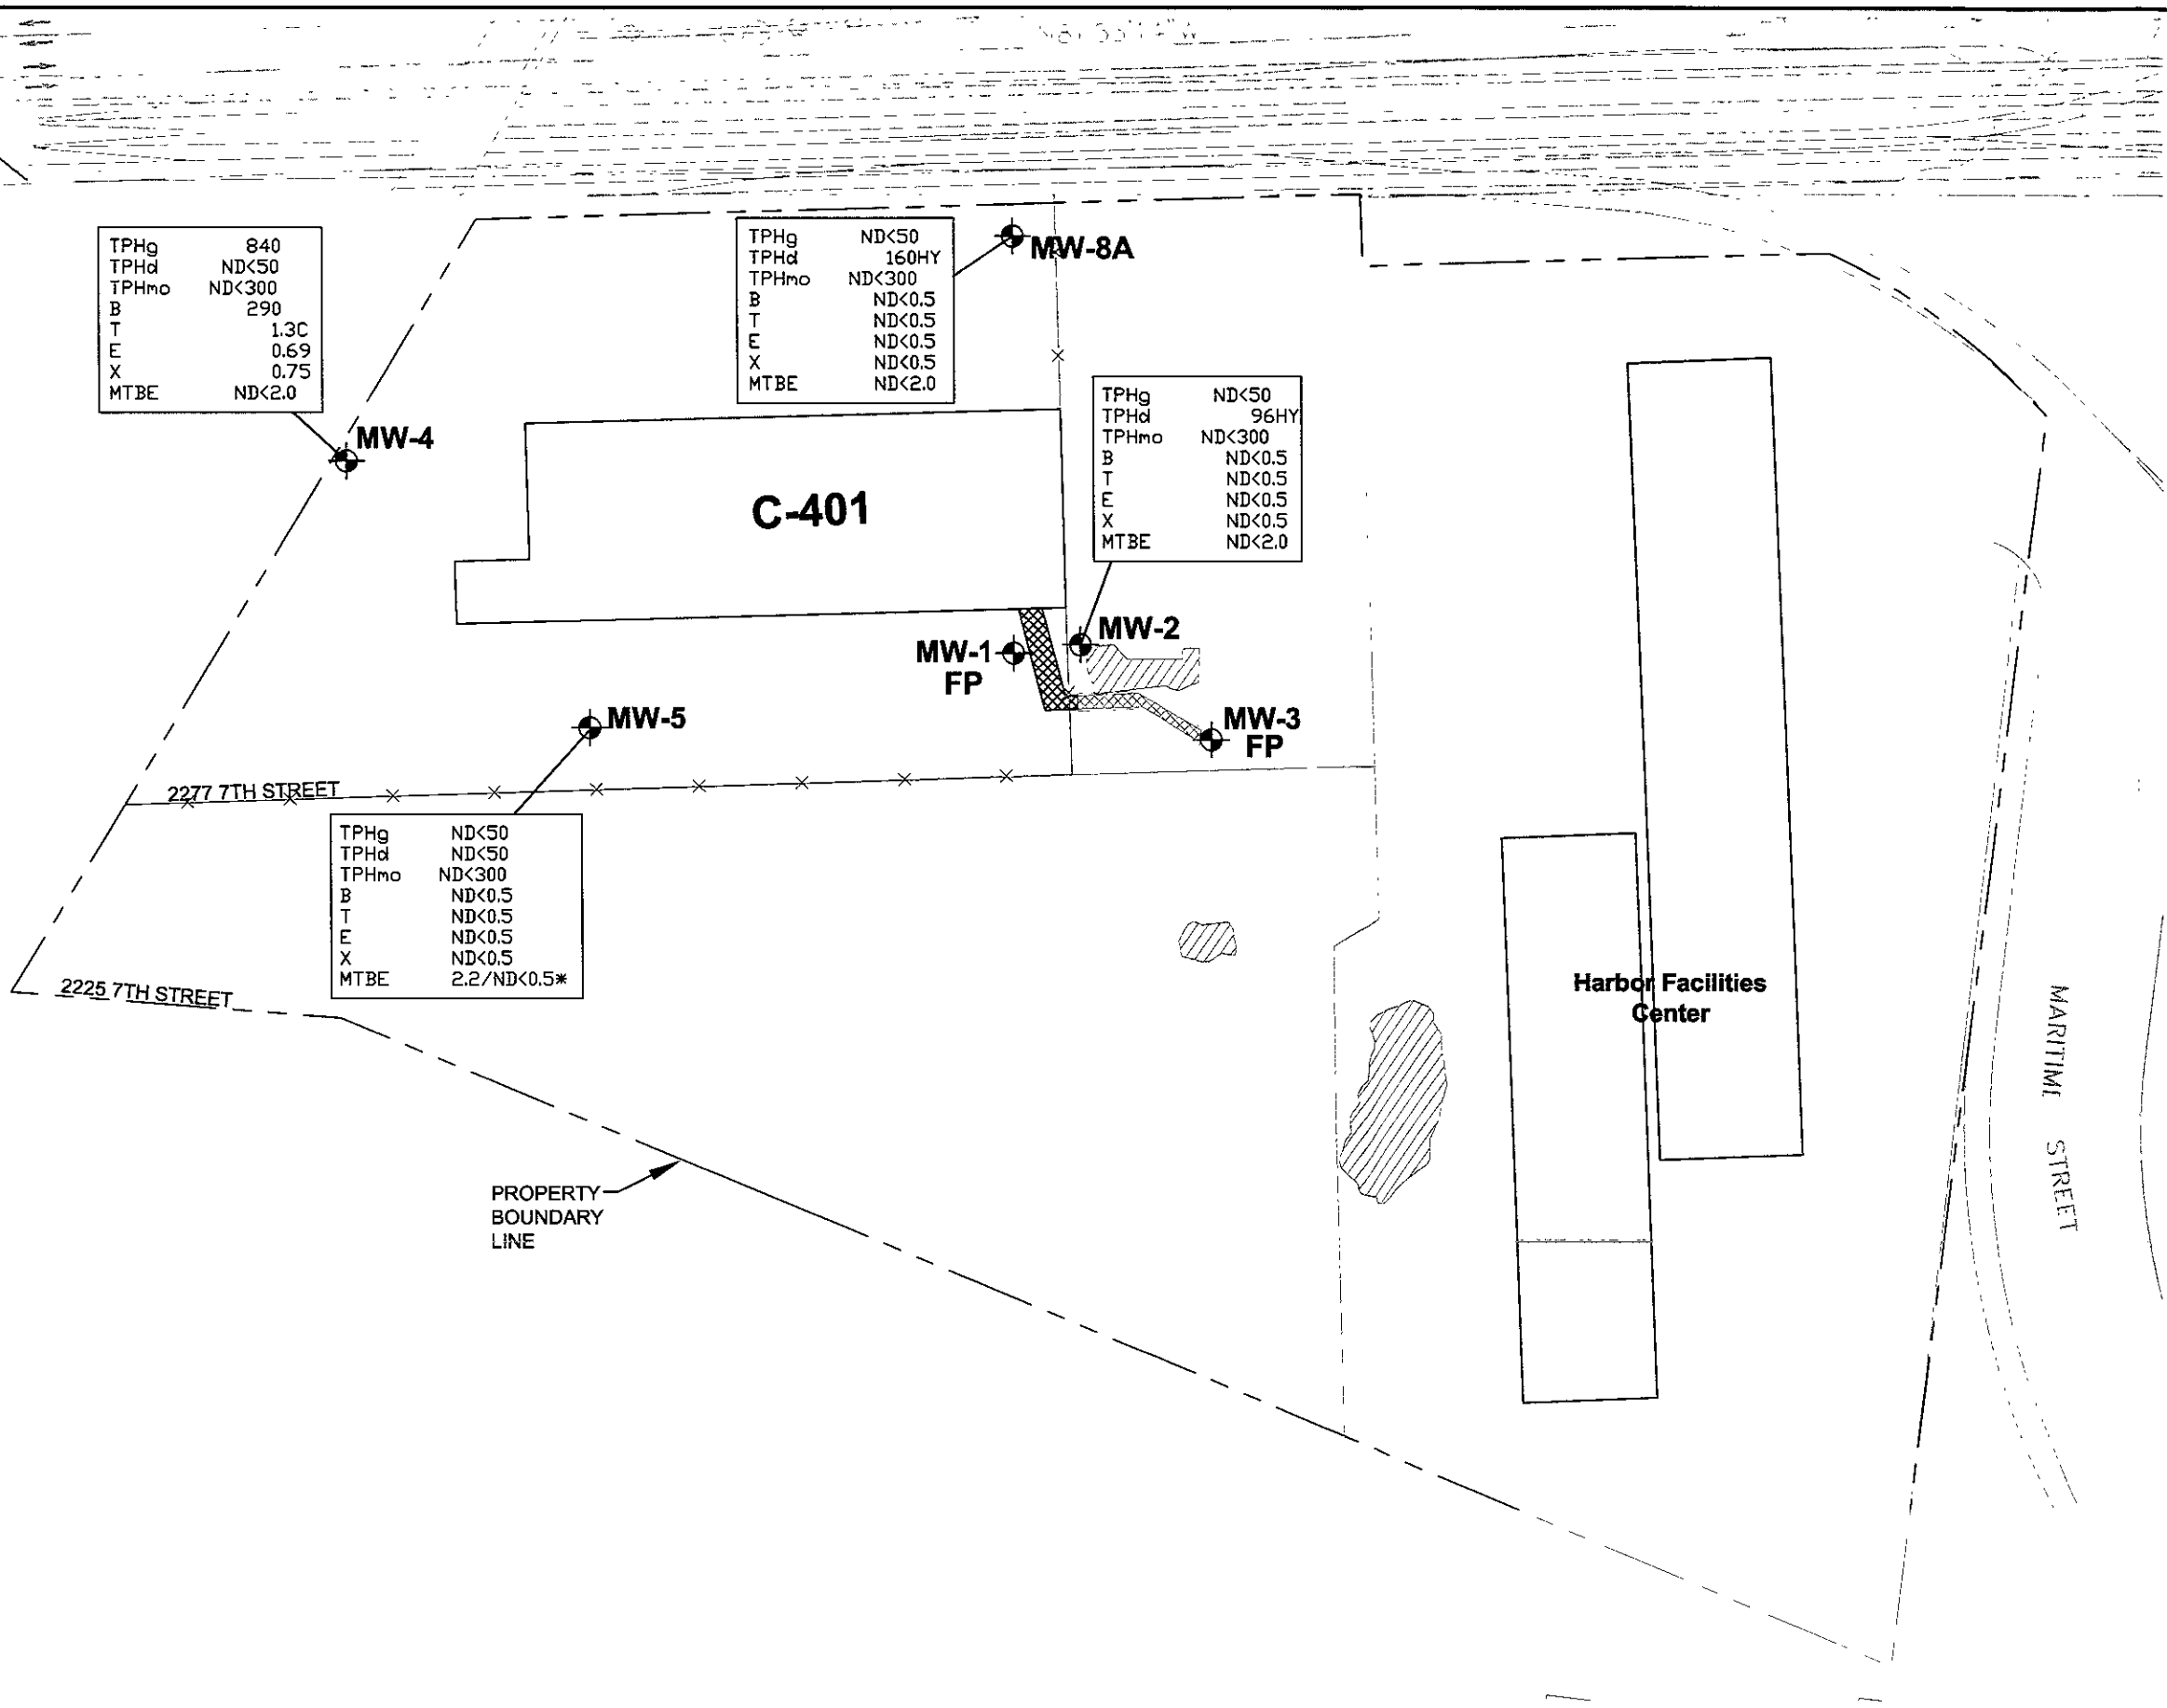 TPHg 840
TPHd ND<50
TPHmo ND<300
B 290
T 1.3C
E 0.69
X 0.75
MTBE ND<2.0
MW-4
TPHg ND<50
TPHd 160HY
TPHmo ND<300
B ND<0.5
T ND<0.5
E ND<0.5
X ND<0.5
MTBE ND<2.0
MW-8A
TPHg ND<50
TPHd 96HY
TPHmo ND<300
B ND<0.5
T ND<0.5
E ND<0.5
X ND<0.5
MTBE ND<2.0
C-401
MW-2
MW-1
FP
MW-3
FP
MW-5
2277 7TH STREET
TPHg ND<50
TPHd ND<50
TPHmo ND<300
B ND<0.5
T ND<0.5
E ND<0.5
X ND<0.5
MTBE 2.2/ND<0.5*
2225 7TH STREET
Harbor Facilities
Center
MARITIM STREET
PROPERTY
BOUNDARY
LINE